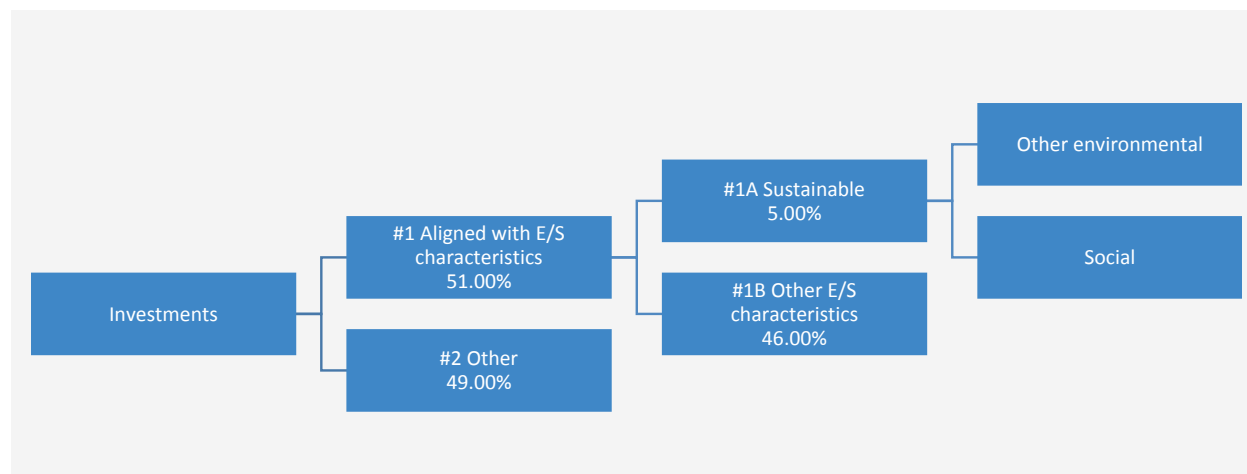 Investments
#1 Aligned with E/S
characteristics
51.00%
#2 Other
49.00%
#1A Sustainable
5.00%
#1B Other E/S
characteristics
46.00%
Other environmental
Social